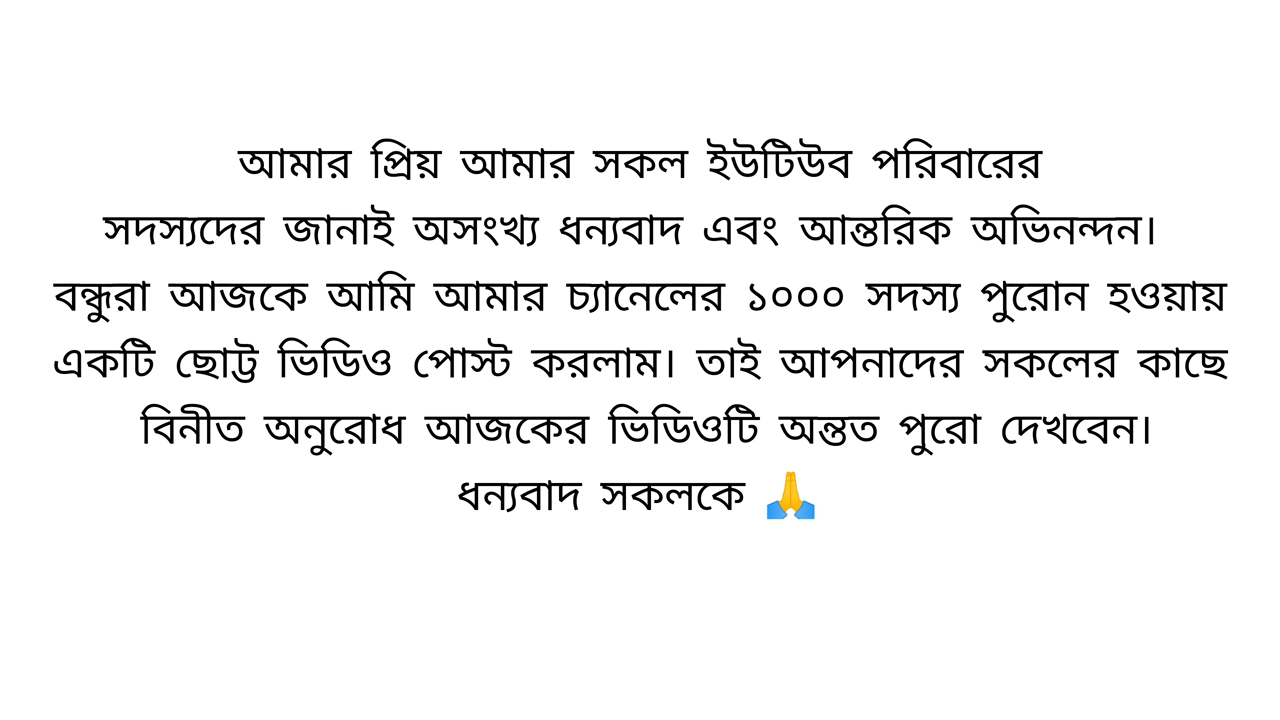 আমার প্রিয় আমার সকল ইউটিউব পরিবারের
সদস্যদের জানাই অসংখ্য ধন্যবাদ এবং আন্তরিক অভিনন্দন।
বন্ধুরা আজকে আমি আমার চ্যানেলের ১০০০ সদস্য পুরোন হওয়ায়
একটি ছোট্ট ভিডিও পোস্ট করলাম। তাই আপনাদের সকলের কাছে
বিনীত অনুরোধ আজকের ভিডিওটি অন্তত পুরো দেখবেন।
ধন্যবাদ সকলকে 🙏